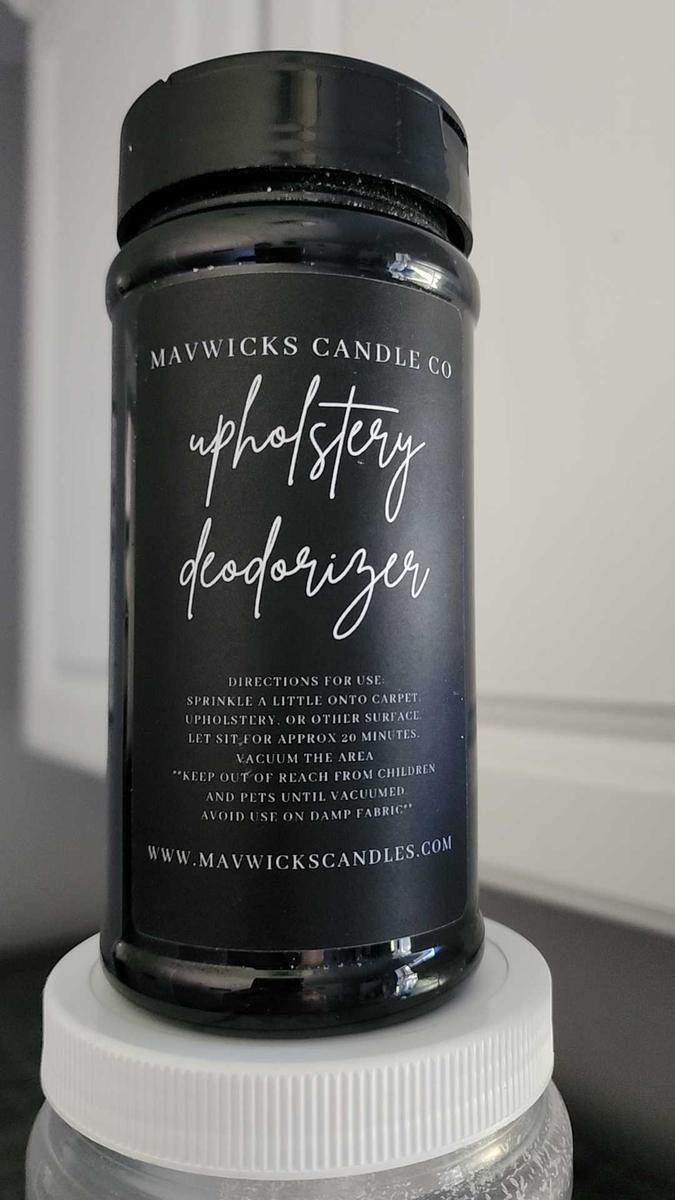 MAVWICKS CANDLE CO
upholstery
deodorizer
DIRECTIONS FOR USE:
SPRINKLE A LITTLE ONTO CARPET,
UPHOLSTERY, OR OTHER SURFACE.
LET SIT FOR APPROX 20 MINUTES.
VACUUM THE AREA
**KEEP OUT OF REACH FROM CHILDREN
AND PETS UNTIL VACUUMED.
AVOID USE ON DAMP FABRIC**
WWW.MAVWICKSCANDLES.COM